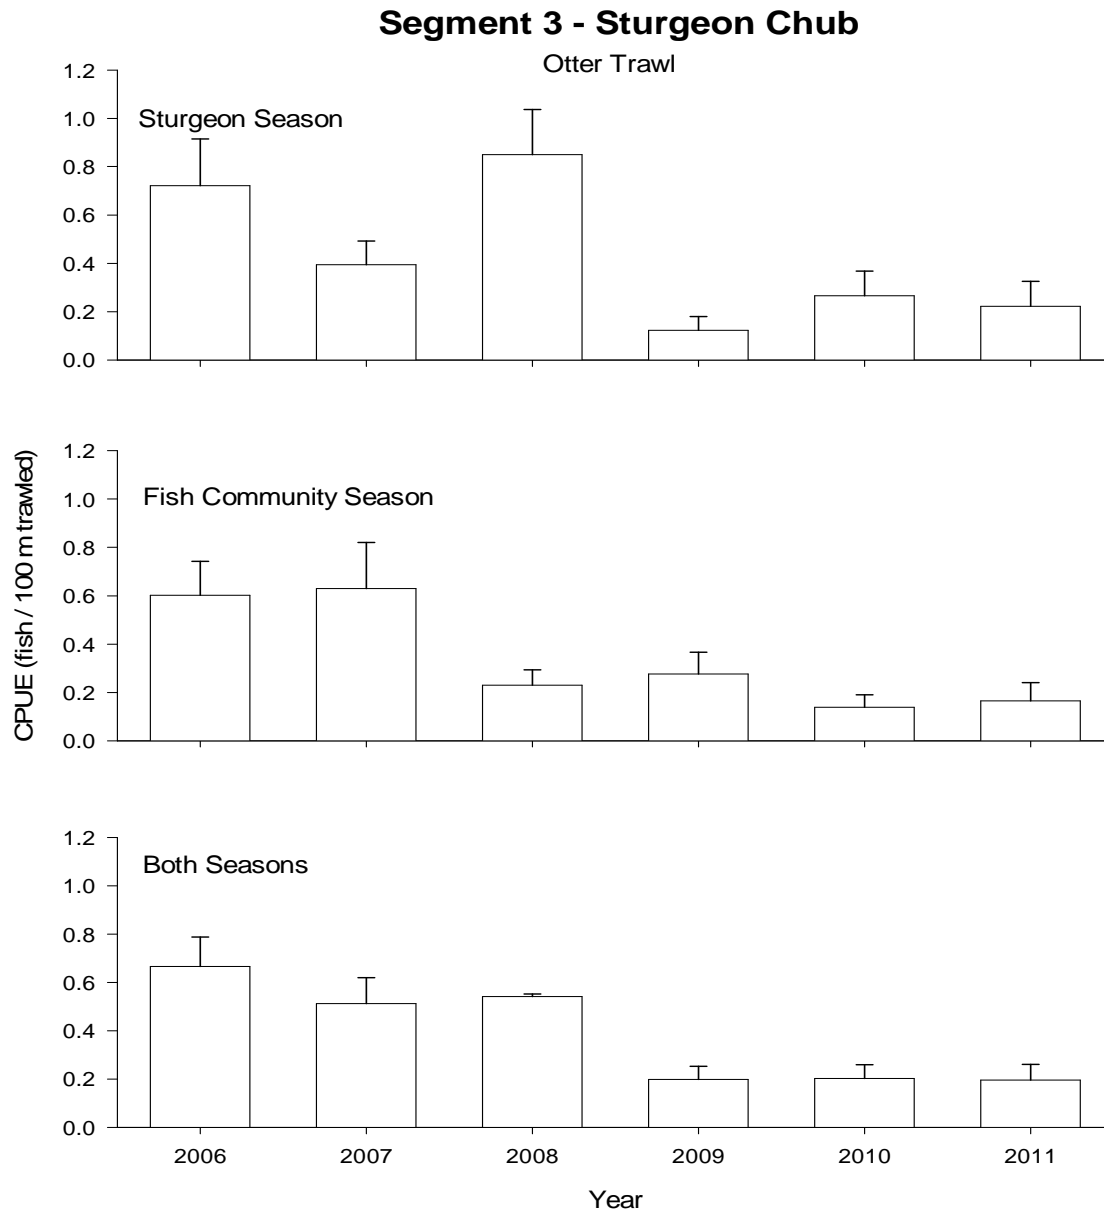 Segment 3 - Sturgeon Chub
Otter Trawl
1.2
1.0
Sturgeon Season
0.8
0.6
0.4
0.2
0.0
CPUE (fish / 100 m trawled)
1.2
1.0
Fish Community Season
0.8
0.6
0.4
0.2
0.0
1.2
1.0
Both Seasons
0.8
0.6
0.4
0.2
0.0
2006 2007 2008 2009 2010 2011
Year